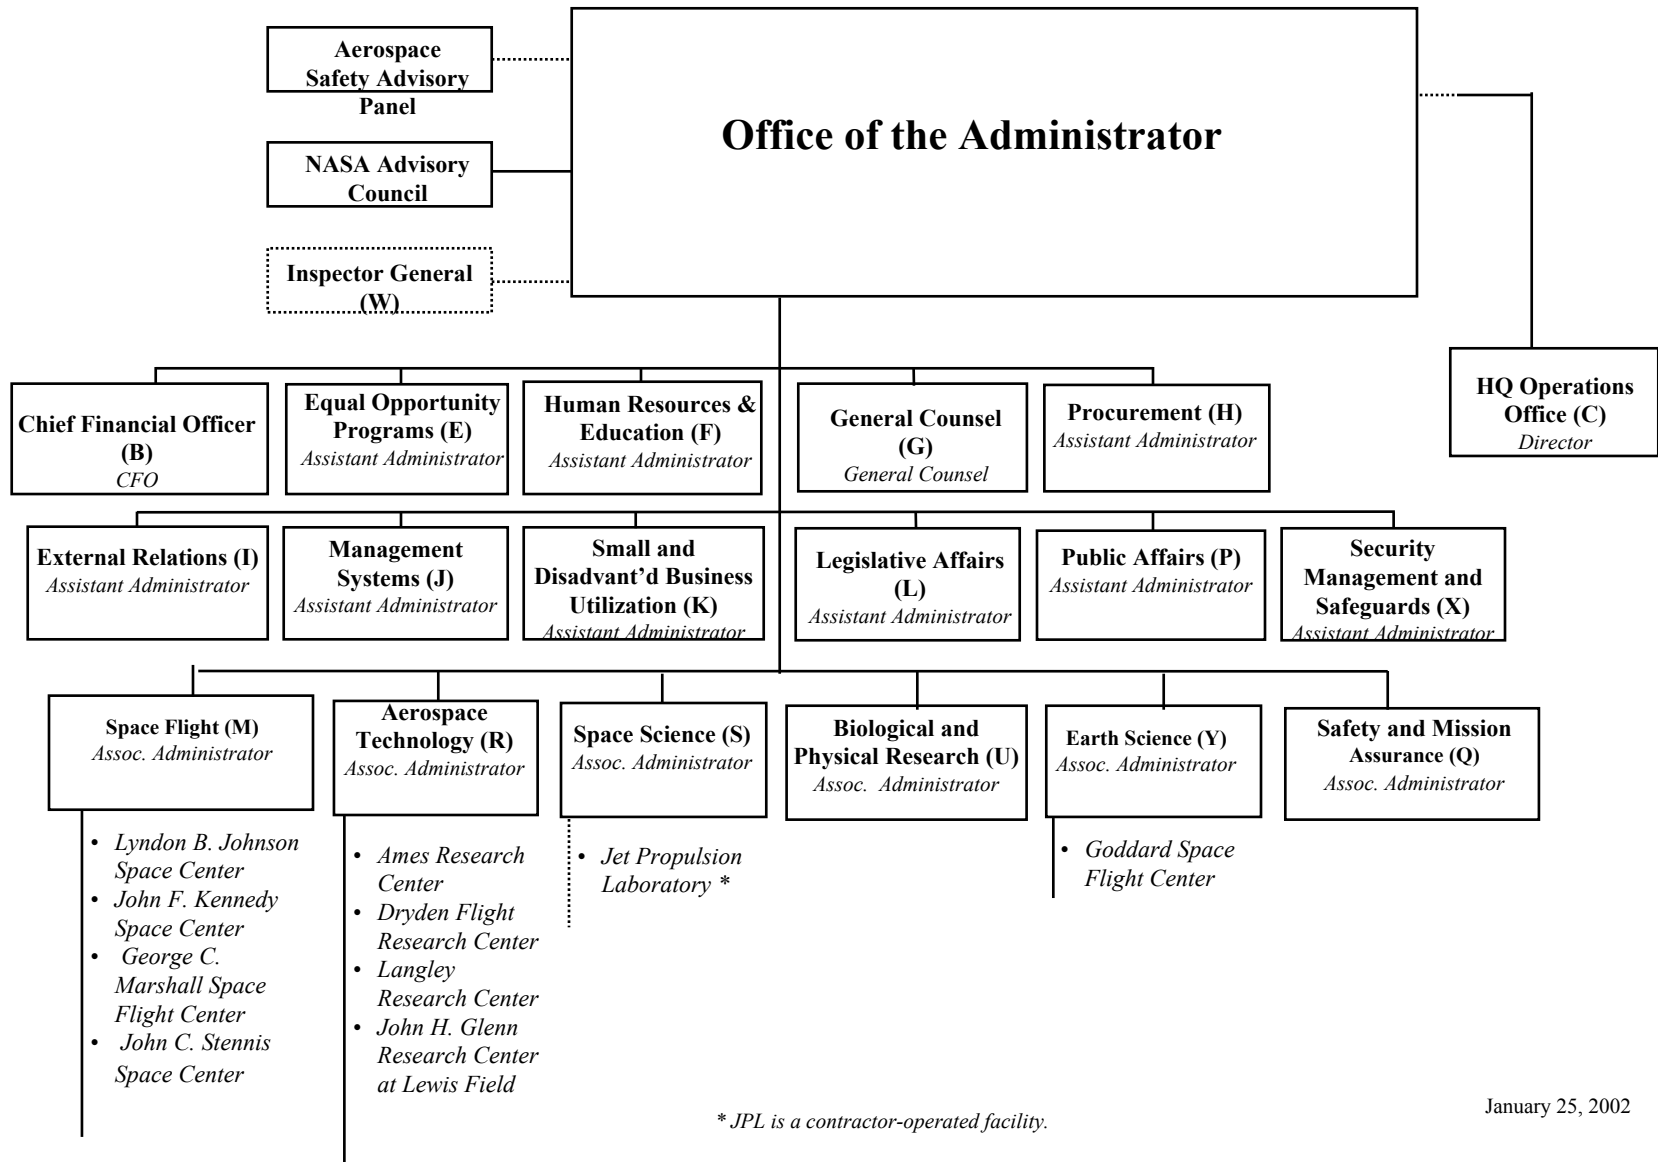 Aerospace
Safety Advisory
Panel
Office of the Administrator
NASA Advisory
Council
Inspector General
(W)
HQ Operations
Office (C)
Director
Chief Financial Officer
(B)
CFO
Equal Opportunity
Programs (E)
Assistant Administrator
Human Resources &
Education (F)
Assistant Administrator
General Counsel
(G)
General Counsel
Procurement (H)
Assistant Administrator
External Relations (I)
Assistant Administrator
Management
Systems (J)
Assistant Administrator
Small and
Disadvant’d Business
Utilization (K)
Assistant Administrator
Legislative Affairs
(L)
Assistant Administrator
Public Affairs (P)
Assistant Administrator
Security
Management and
Safeguards (X)
Assistant Administrator
Space Flight (M)
Assoc. Administrator
Aerospace
Technology (R)
Assoc. Administrator
Space Science (S)
Assoc. Administrator
Biological and
Physical Research (U)
Assoc. Administrator
Earth Science (Y)
Assoc. Administrator
Safety and Mission
Assurance (Q)
Assoc. Administrator
• Lyndon B. Johnson
Space Center
• John F. Kennedy
Space Center
• George C.
Marshall Space
Flight Center
• John C. Stennis
Space Center
• Ames Research
Center
• Dryden Flight
Research Center
• Langley
Research Center
• John H. Glenn
Research Center
at Lewis Field
• Jet Propulsion
Laboratory *
• Goddard Space
Flight Center
* JPL is a contractor-operated facility.
January 25, 2002